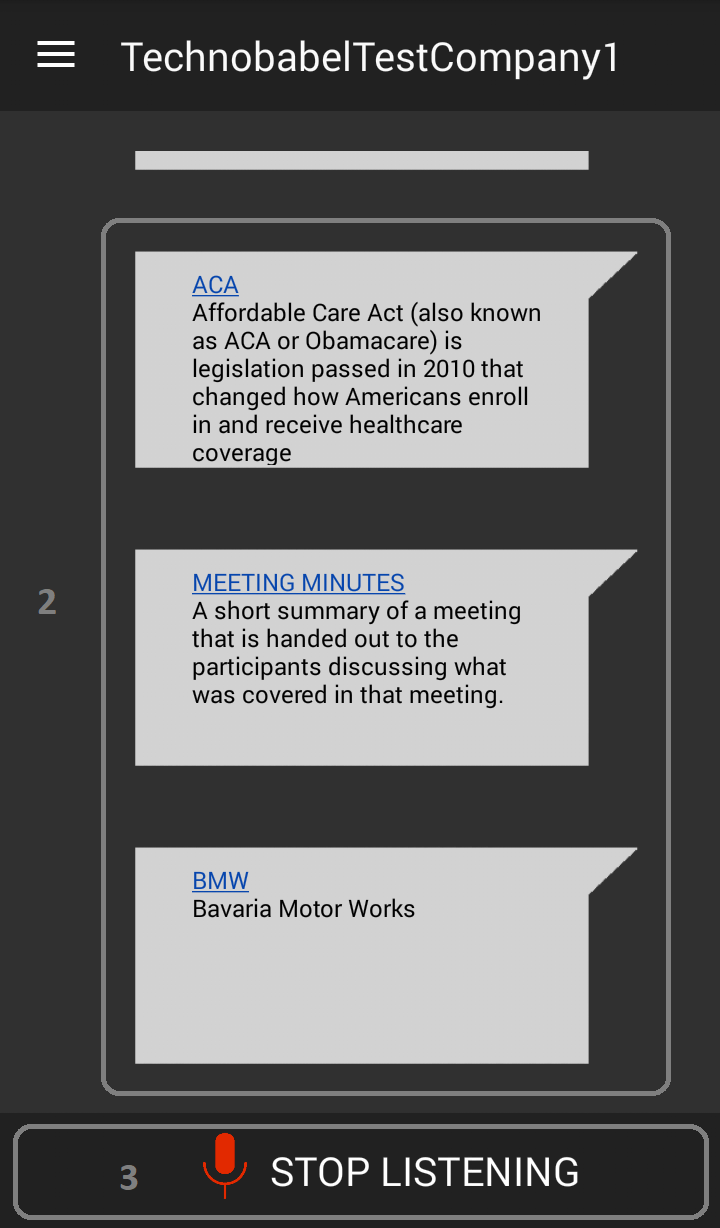 TechnobabelTestCompany1
ACA
Affordable Care Act (also known
as ACA or Obamacare) is
legislation passed in 2010 that
changed how Americans enroll
in and receive healthcare
coverage
2
MEETING MINUTES
A short summary of a meeting
that is handed out to the
participants discussing what
was covered in that meeting.
BMW
Bavaria Motor Works
3 STOP LISTENING